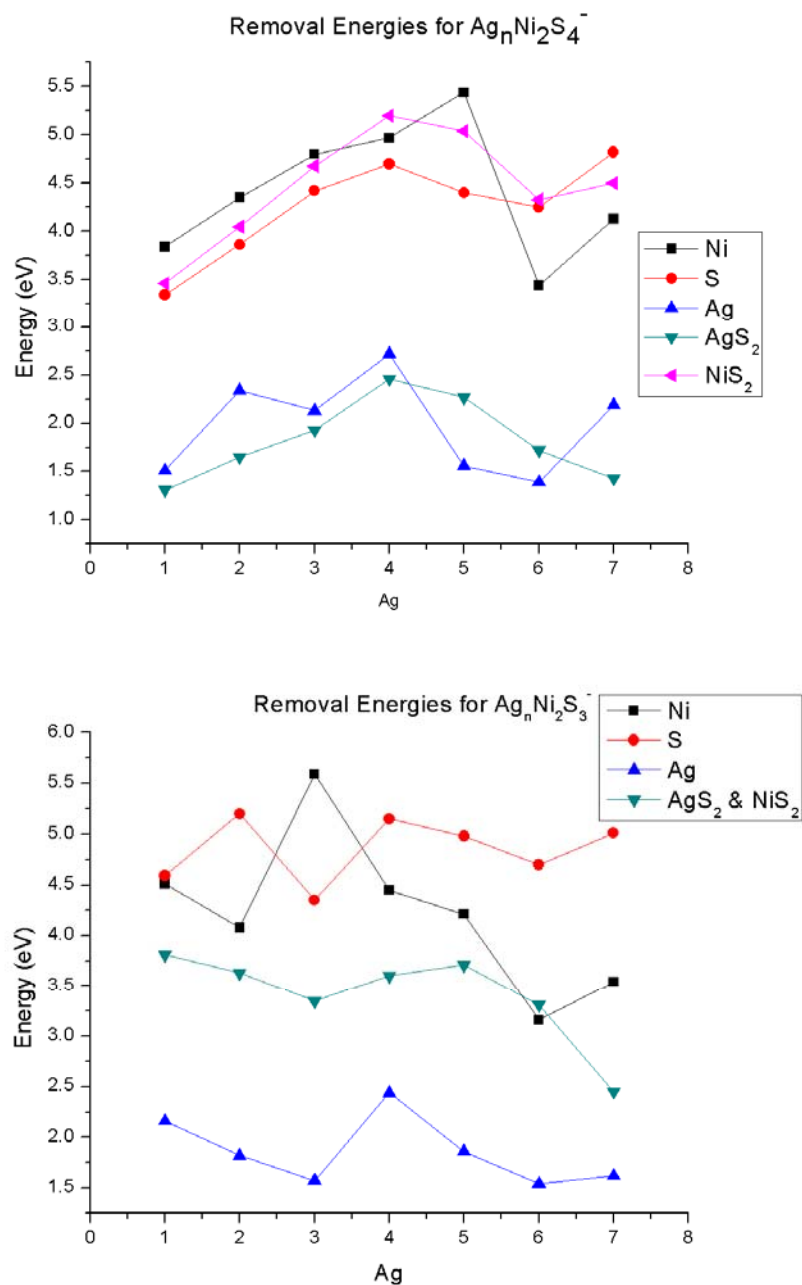 Removal Energies for AgₙNi₂S₄⁻
5.5
5.0
4.5
4.0
3.5
3.0
2.5
2.0
1.5
1.0
Energy (eV)
0 1 2 3 4 5 6 7 8
Ag
Ni
S
Ag
AgS₂
NiS₂
Removal Energies for AgₙNi₂S₃⁻
6.0
5.5
5.0
4.5
4.0
3.5
3.0
2.5
2.0
1.5
Energy (eV)
0 1 2 3 4 5 6 7 8
Ag
Ni
S
Ag
AgS₂ & NiS₂